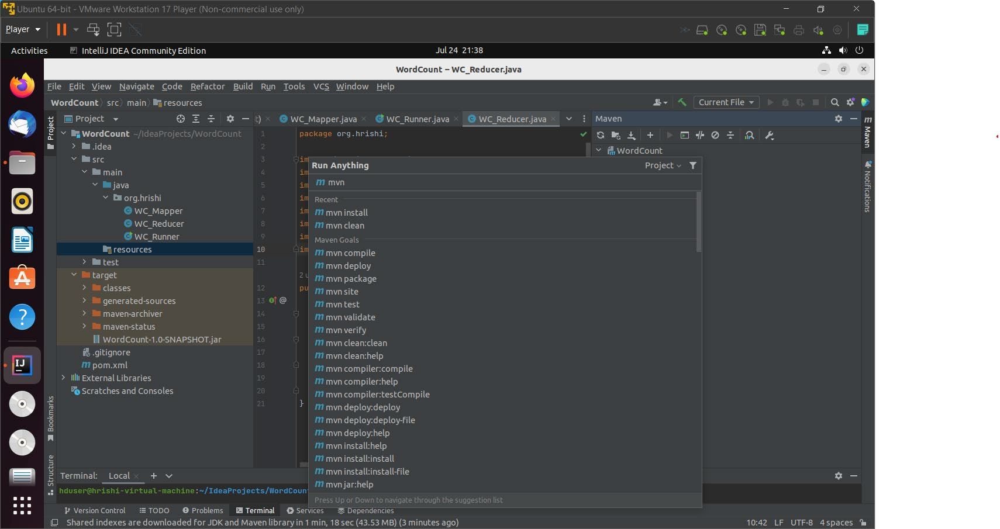 Ubuntu 64-bit - VMware Workstation 17 Player (Non-commercial use only)
Player
Activities
IntelliJ IDEA Community Edition
Jul 24 21:38
WordCount – WC_Reducer.java
File Edit View Navigate Code Refactor Build Run Tools VCS Window Help
WordCount src main resources
Current File
Project
t) WC_Mapper.java WC_Runner.java WC_Reducer.java
Maven
WordCount ~/IdeaProjects/WordCount
.idea
src
main
java
org.hrishi
WC_Mapper
WC_Reducer
WC_Runner
resources
test
target
classes
generated-sources
maven-archiver
maven-status
WordCount-1.0-SNAPSHOT.jar
.gitignore
pom.xml
External Libraries
Scratches and Consoles
1 package org.hrishi;
2
3 im
4 im
5 im
6 im
7 im
8 im
9 im
10 im
11
2 u
12 pu
13 @
14
15
16
17
18
19
20
21 }
Run Anything
Project
mvn
Recent
mvn install
mvn clean
Maven Goals
mvn compile
mvn deploy
mvn package
mvn site
mvn test
mvn validate
mvn verify
mvn clean:clean
mvn clean:help
mvn compiler:compile
mvn compiler:help
mvn compiler:testCompile
mvn deploy:deploy
mvn deploy:deploy-file
mvn deploy:help
mvn install:help
mvn install:install
mvn install:install-file
mvn jar:help
Press Up or Down to navigate through the suggestion list
WordCount
Project
Bookmarks
Structure
Maven
Notifications
Terminal: Local
hduser@hrishi-virtual-machine:~/IdeaProjects/WordCoun
Version Control TODO Problems Terminal Services Dependencies
Shared indexes are downloaded for JDK and Maven library in 1 min, 18 sec (43.53 MB) (3 minutes ago)
10:42 LF UTF-8 4 spaces